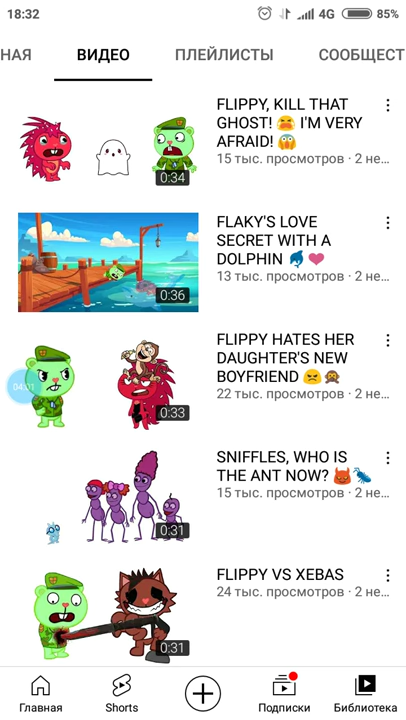 18:32 4G 85%
НАЯ ВИДЕО ПЛЕЙЛИСТЫ СООБЩЕСТ
FLIPPY, KILL THAT
GHOST! 😫 I'M VERY
AFRAID! 😱
15 тыс. просмотров · 2 не...
0:34
FLAKY'S LOVE
SECRET WITH A
DOLPHIN 🐬❤
13 тыс. просмотров · 2 не...
0:36
FLIPPY HATES HER
DAUGHTER'S NEW
BOYFRIEND 😠🙊
22 тыс. просмотров · 2 не...
04:01
0:33
SNIFFLES, WHO IS
THE ANT NOW? 👿🐜
15 тыс. просмотров · 2 не...
0:31
FLIPPY VS XEBAS
24 тыс. просмотров · 2 не...
0:31
Главная Shorts Подписки Библиотека